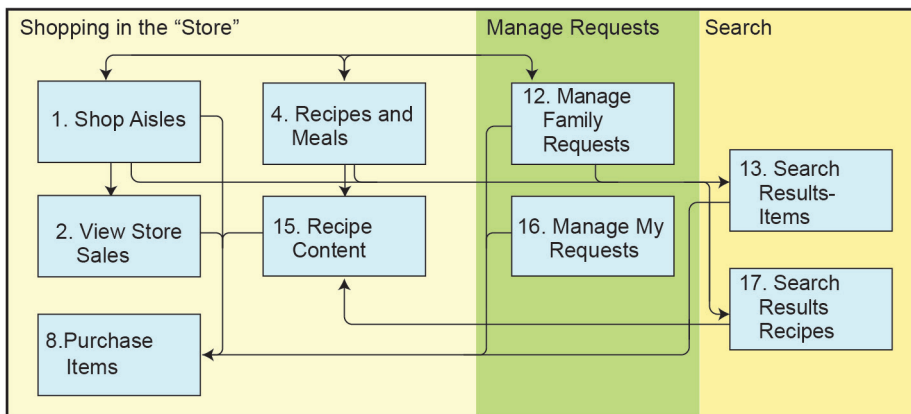 Shopping in the “Store”
Manage Requests
Search
1. Shop Aisles
4. Recipes and
Meals
12. Manage
Family
Requests
13. Search
Results-
Items
2. View Store
Sales
15. Recipe
Content
16. Manage My
Requests
17. Search
Results
Recipes
8.Purchase
Items